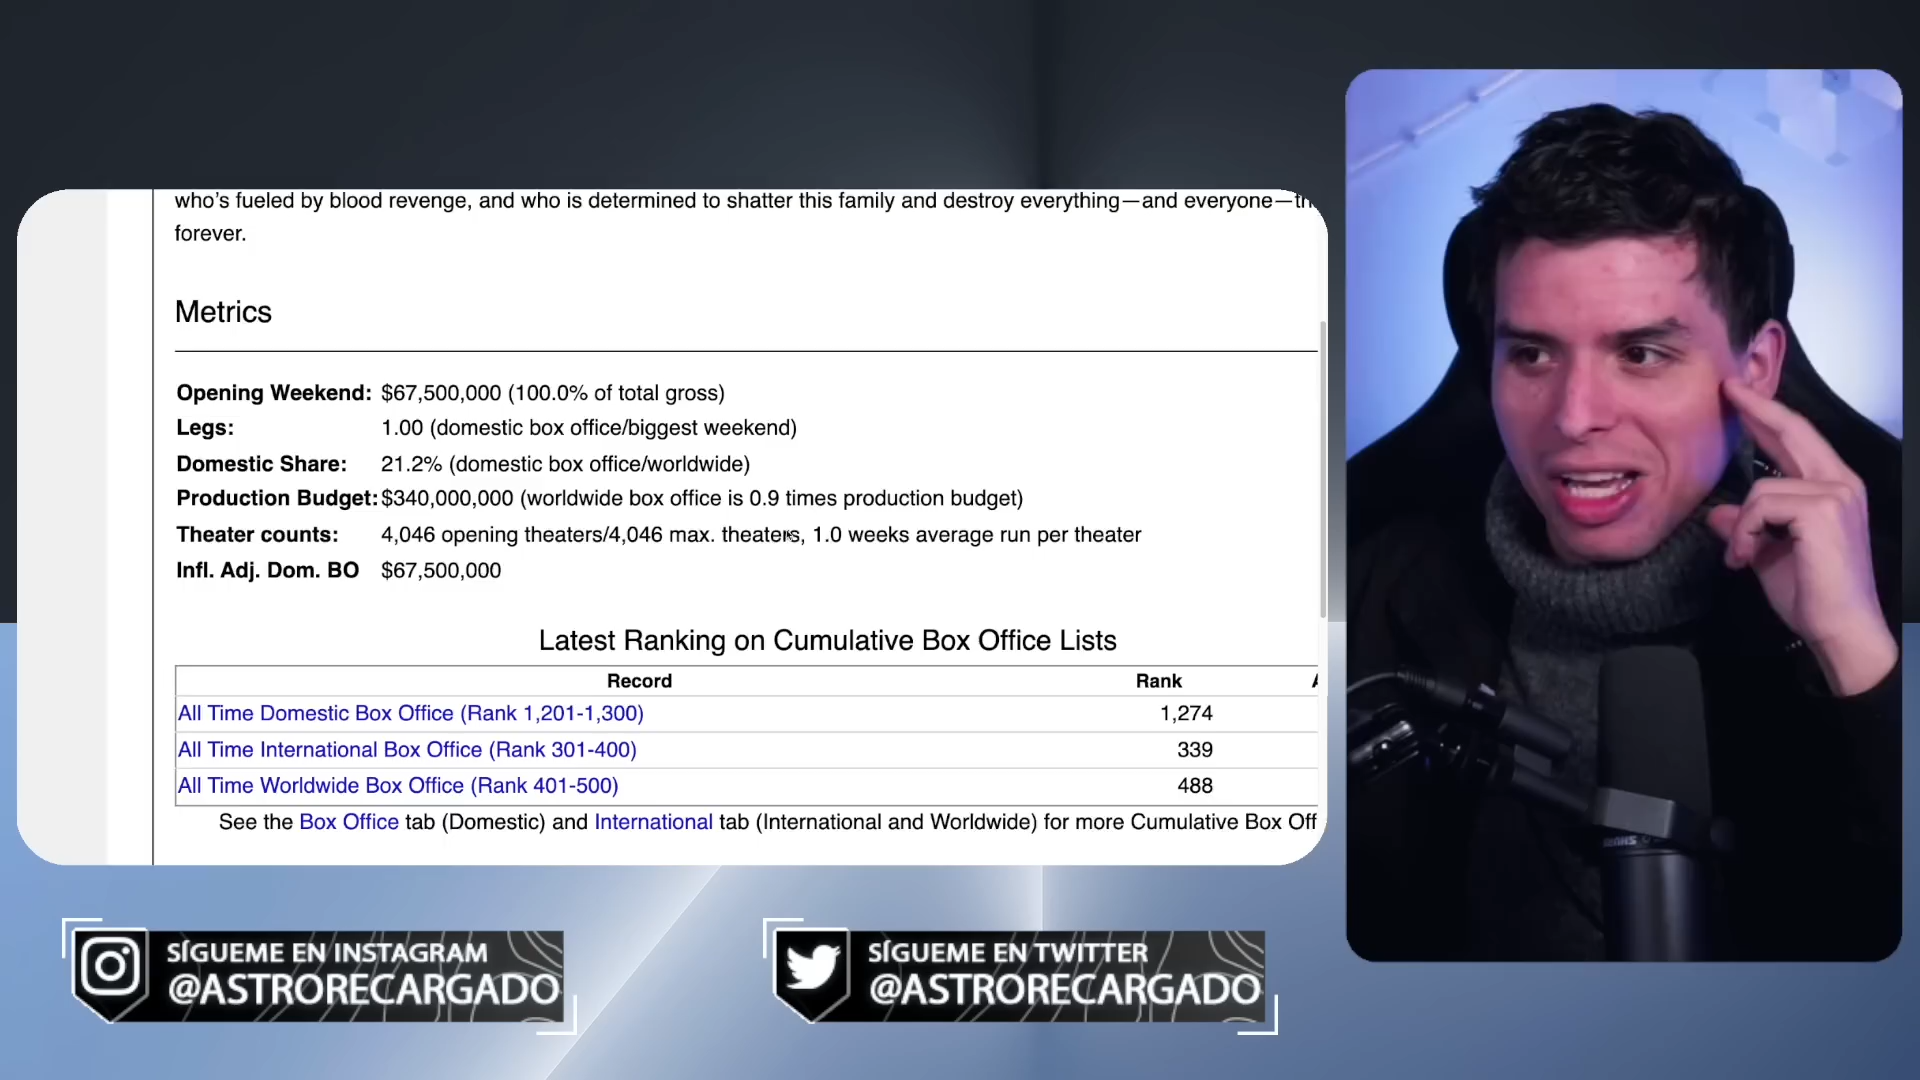 who's fueled by blood revenge, and who is determined to shatter this family and destroy everything—and everyone—
forever.
Metrics
Opening Weekend: $67,500,000 (100.0% of total gross)
Legs: 1.00 (domestic box office/biggest weekend)
Domestic Share: 21.2% (domestic box office/worldwide)
Production Budget: $340,000,000 (worldwide box office is 0.9 times production budget)
Theater counts: 4,046 opening theaters/4,046 max. theaters, 1.0 weeks average run per theater
Infl. Adj. Dom. BO $67,500,000
Latest Ranking on Cumulative Box Office Lists
Record Rank
All Time Domestic Box Office (Rank 1,201-1,300) 1,274
All Time International Box Office (Rank 301-400) 339
All Time Worldwide Box Office (Rank 401-500) 488
See the Box Office tab (Domestic) and International tab (International and Worldwide) for more Cumulative Box Off
SÍGUEME EN INSTAGRAM
@ASTRORECARGADO
SÍGUEME EN TWITTER
@ASTRORECARGADO